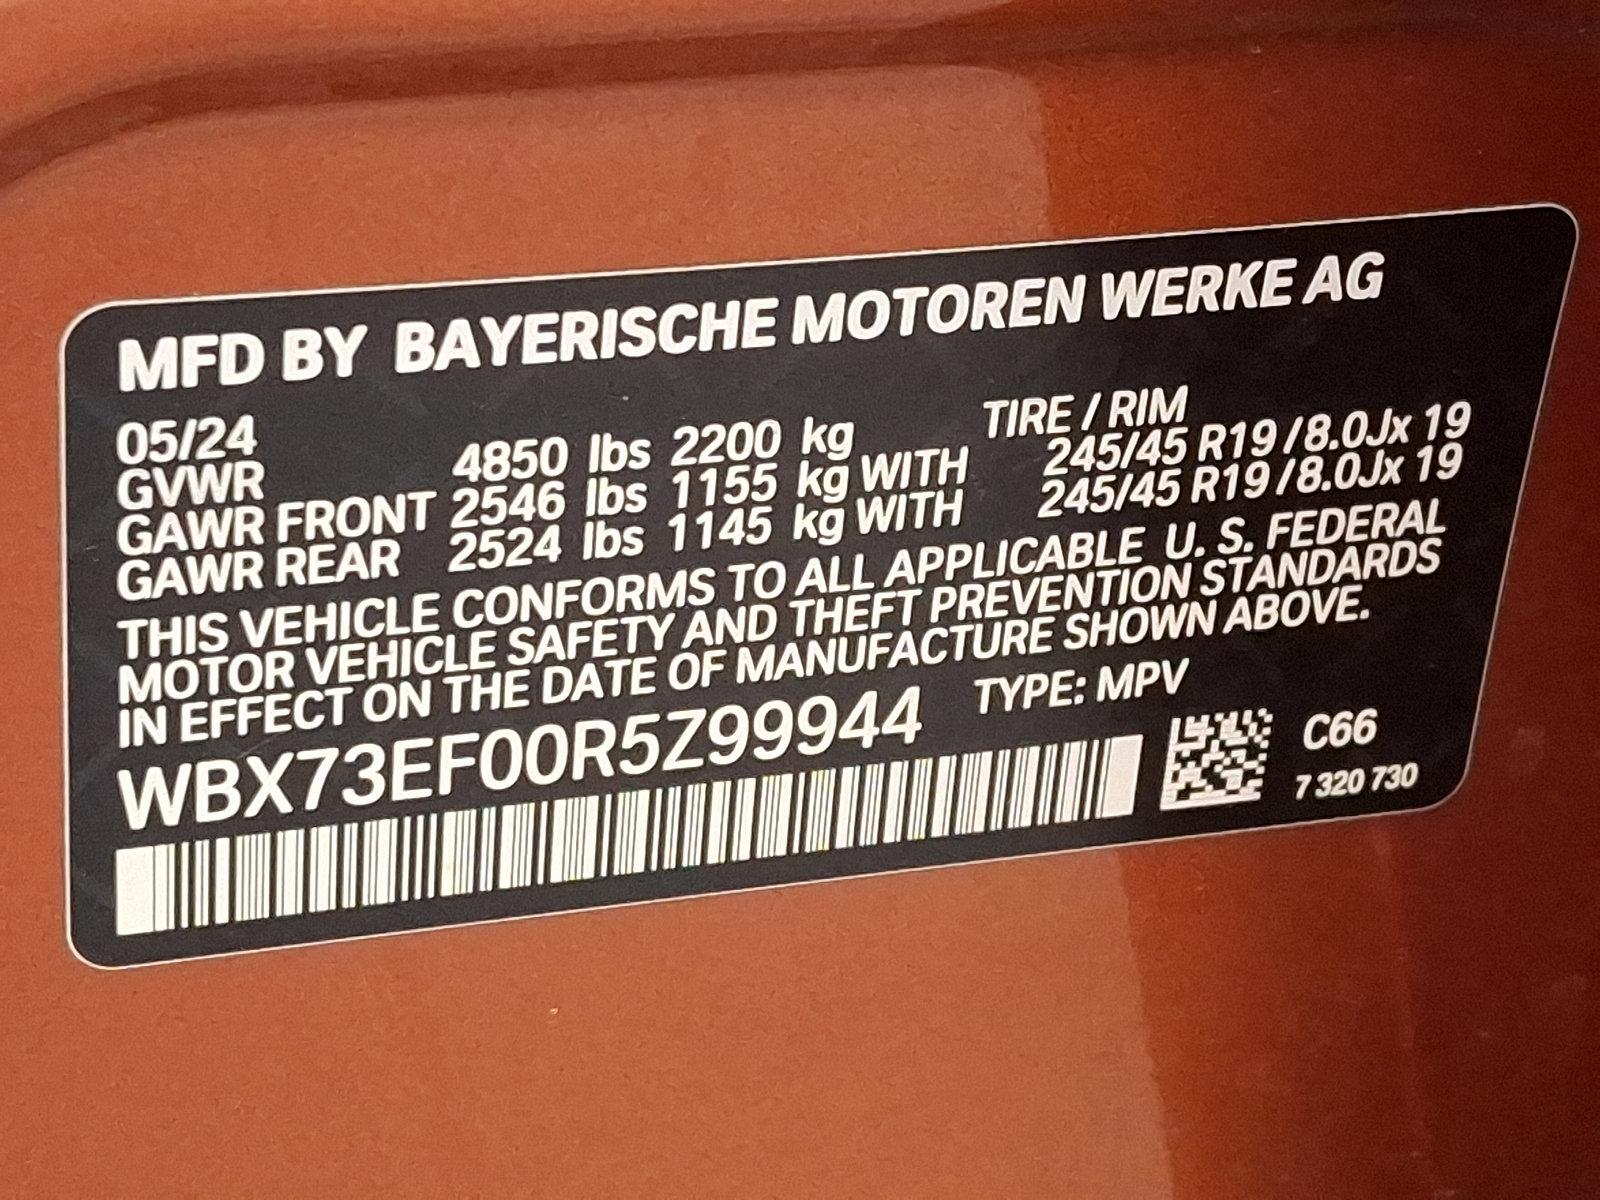 MFD BY BAYERISCHE MOTOREN WERKE AG
05/24 TIRE / RIM
GVWR 4850 lbs 2200 kg
GAWR FRONT 2546 lbs 1155 kg WITH 245/45 R19 /8.0Jx 19
GAWR REAR 2524 lbs 1145 kg WITH 245/45 R19 /8.0Jx 19
THIS VEHICLE CONFORMS TO ALL APPLICABLE U. S. FEDERAL
MOTOR VEHICLE SAFETY AND THEFT PREVENTION STANDARDS
IN EFFECT ON THE DATE OF MANUFACTURE SHOWN ABOVE.
WBX73EF00R5Z99944 TYPE: MPV
C66
7 320 730